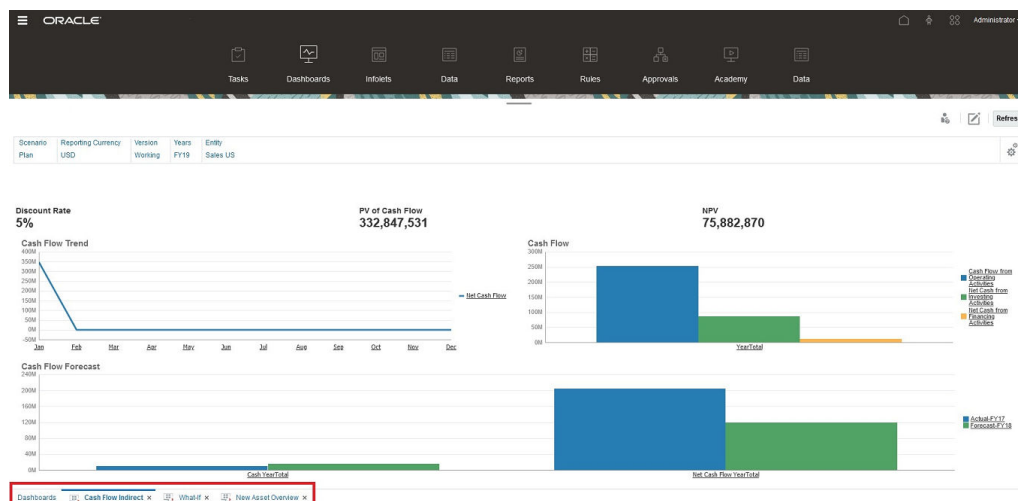 ORACLE
Administrator
Tasks Dashboards Infolets Data Reports Rules Approvals Academy Data
Refres
Scenario Reporting Currency Version Years Entity
Plan USD Working FY19 Sales US
Discount Rate PV of Cash Flow NPV
5% 332,847,531 75,882,870
Cash Flow Trend
400M
350M
300M
250M
200M
150M
100M
50M
0M
-50M
Jan Feb Mar Apr May Jun Jul Aug Sep Oct Nov Dec
Net Cash Flow
Cash Flow
300M
250M
200M
150M
100M
50M
0M
YearTotal
Cash Flow from
Operating
Activities
Net Cash from
Investing
Activities
Net Cash from
Financing
Activities
Cash Flow Forecast
240M
200M
160M
120M
80M
40M
0M
Cash YearTotal Net Cash Flow YearTotal
Actual-FY17
Forecast-FY18
Dashboards Cash Flow Indirect × What-If × New Asset Overview ×